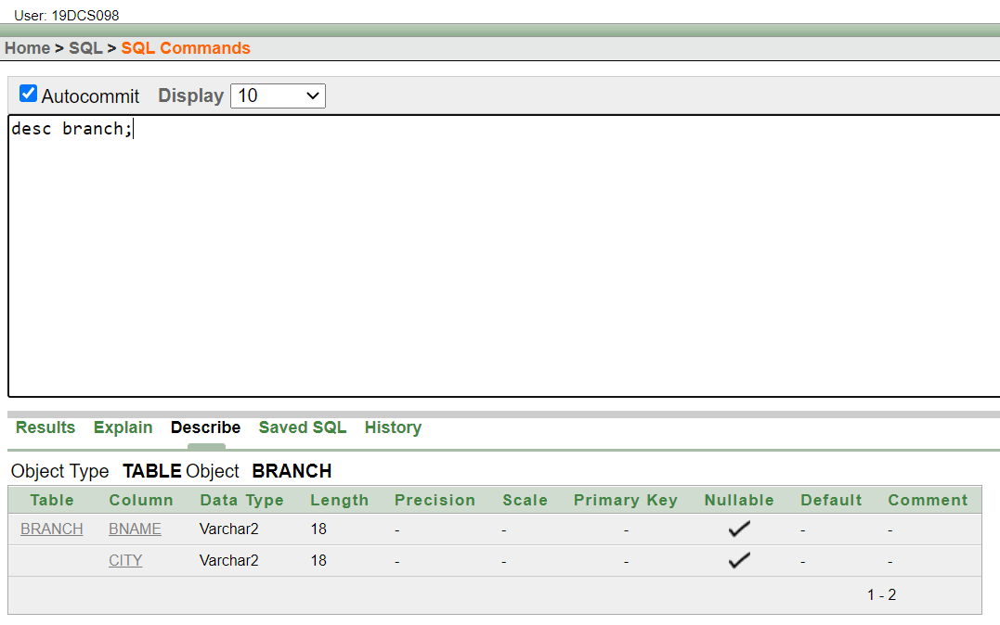 User: 19DCS098
Home > SQL > SQL Commands
Autocommit Display 10
desc branch;
Results Explain Describe Saved SQL History
Object Type TABLE Object BRANCH
Table Column Data Type Length Precision Scale Primary Key Nullable Default Comment
BRANCH BNAME Varchar2 18 - - - - -
CITY Varchar2 18 - - - - -
1 - 2